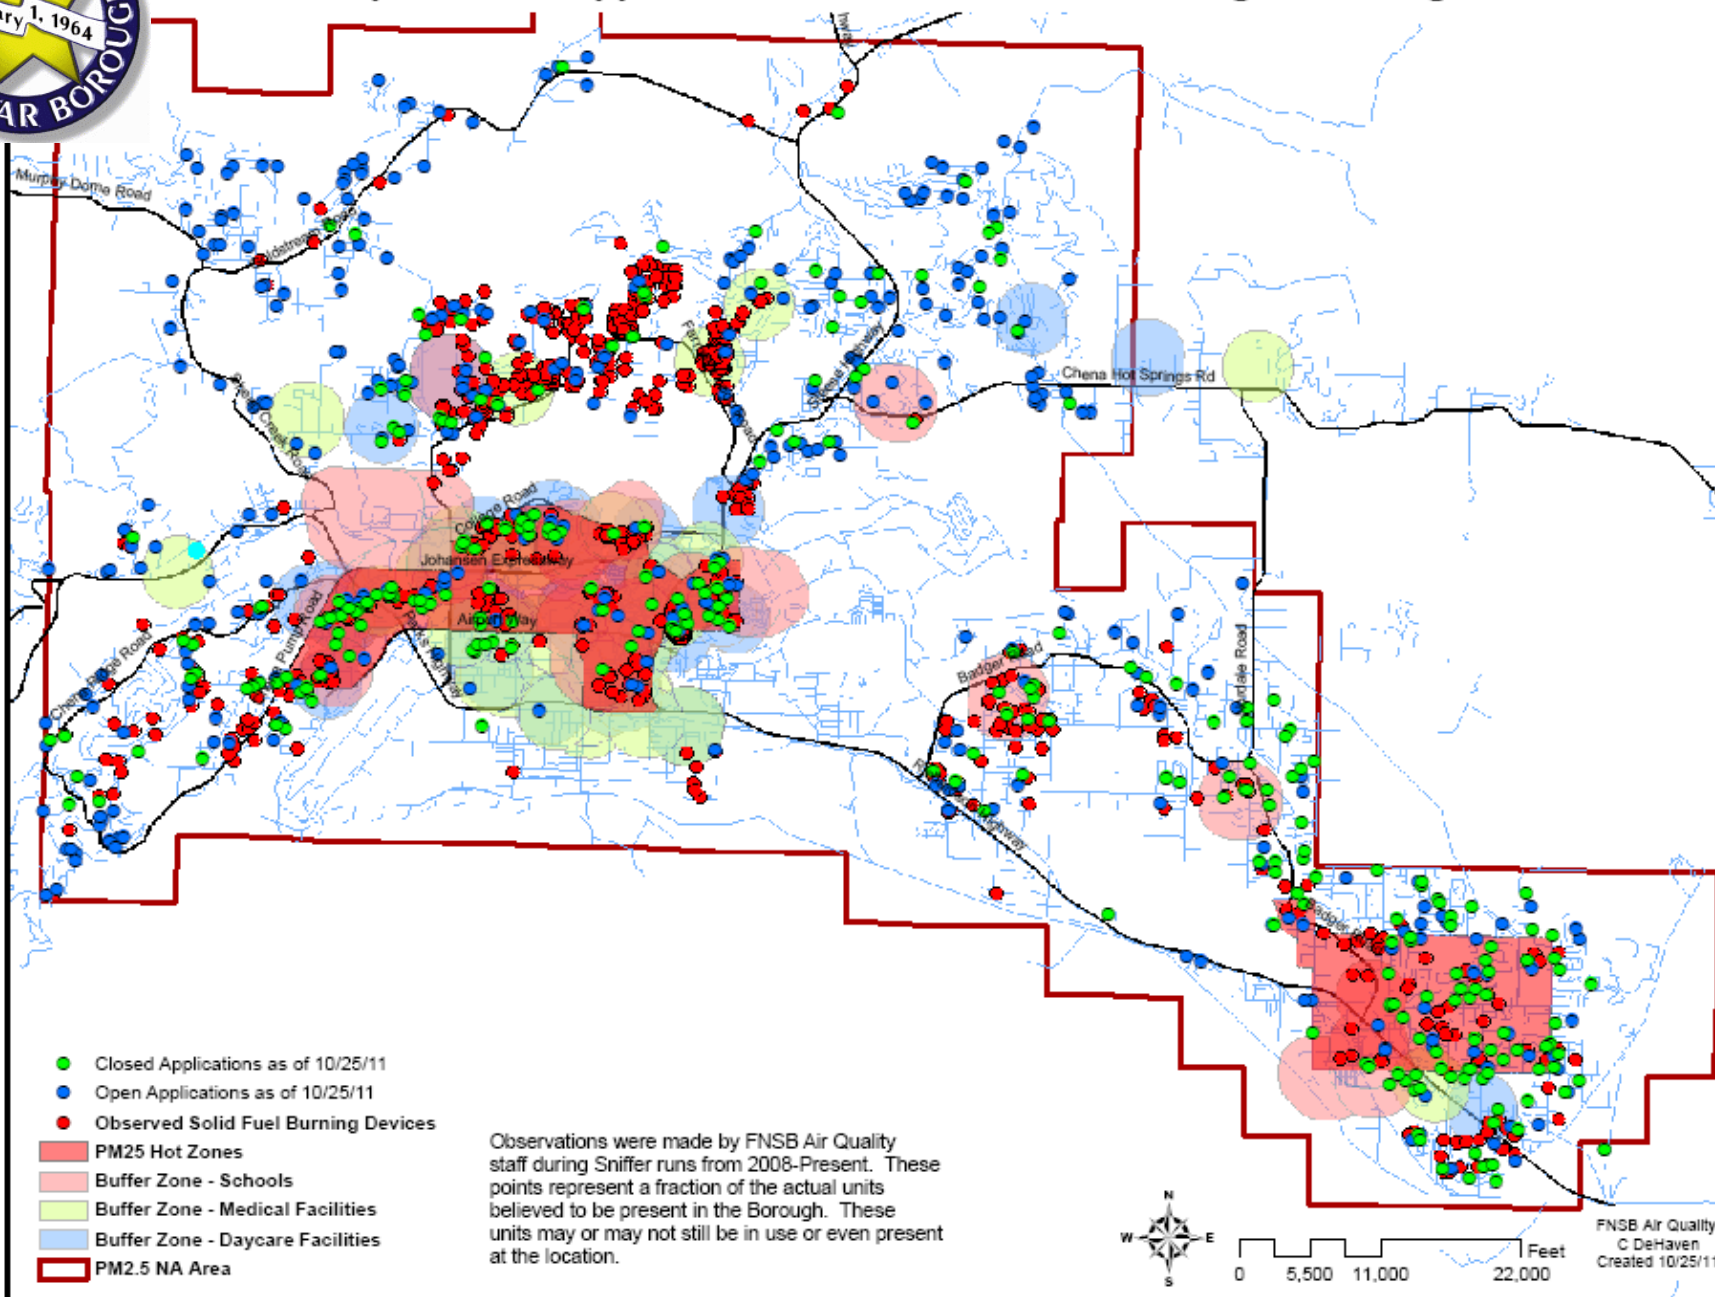 1, 1964
BOROUG
Murphy Dome Road
Chena Hot Springs Rd
College Road
Johansen Expressway
Airport Way
Badger Road
Chena Ridge Road
Badger
Closed Applications as of 10/25/11
Open Applications as of 10/25/11
Observed Solid Fuel Burning Devices
PM25 Hot Zones
Buffer Zone - Schools
Buffer Zone - Medical Facilities
Buffer Zone - Daycare Facilities
PM2.5 NA Area
Observations were made by FNSB Air Quality
staff during Sniffer runs from 2008-Present. These
points represent a fraction of the actual units
believed to be present in the Borough. These
units may or may not still be in use or even present
at the location.
N
W E
S
Feet
0 5,500 11,000 22,000
FNSB Air Quality
C DeHaven
Created 10/25/11